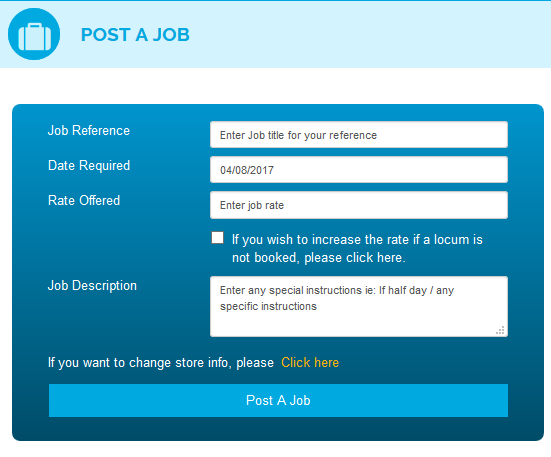 POST A JOB
Job Reference
Enter Job title for your reference
Date Required
04/08/2017
Rate Offered
Enter job rate
If you wish to increase the rate if a locum is
not booked, please click here.
Job Description
Enter any special instructions ie: If half day / any
specific instructions
If you want to change store info, please Click here
Post A Job